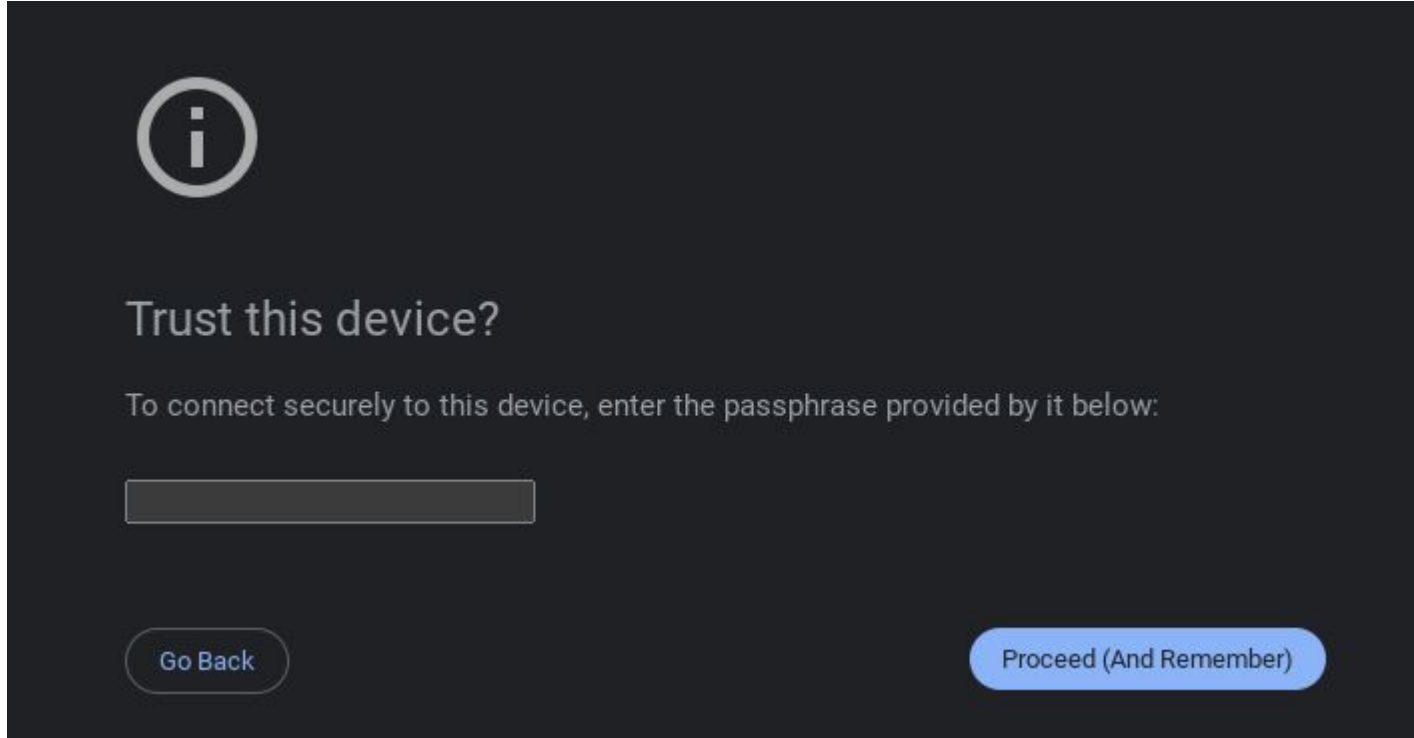 Trust this device?
To connect securely to this device, enter the passphrase provided by it below:
Go Back
Proceed (And Remember)